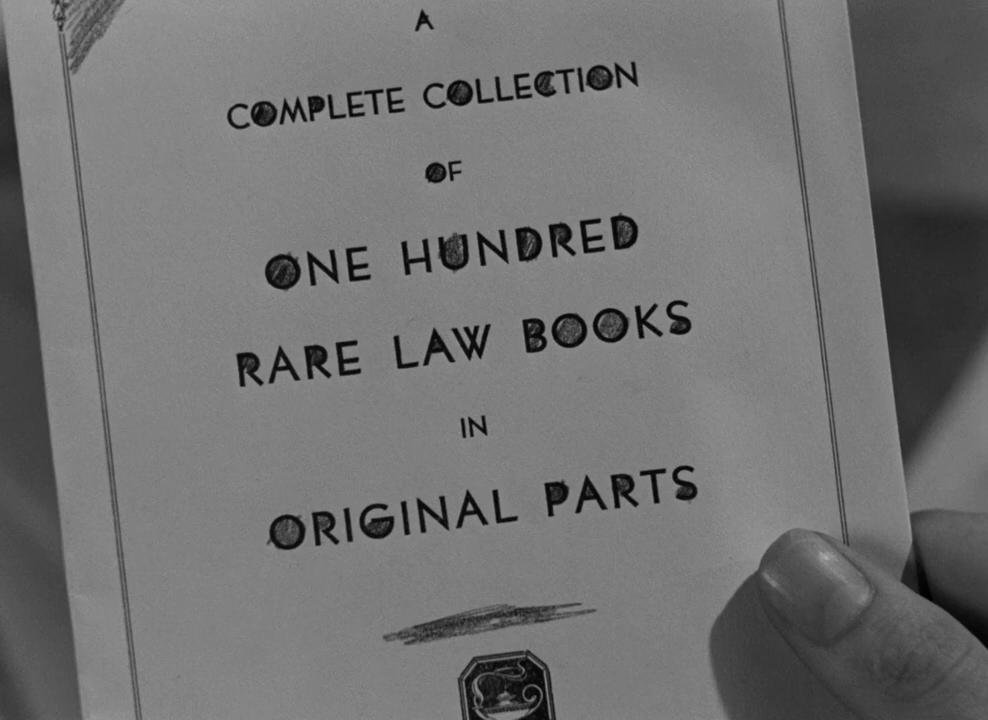 A
COMPLETE COLLECTION
OF
ONE HUNDRED
RARE LAW BOOKS
IN
ORIGINAL PARTS